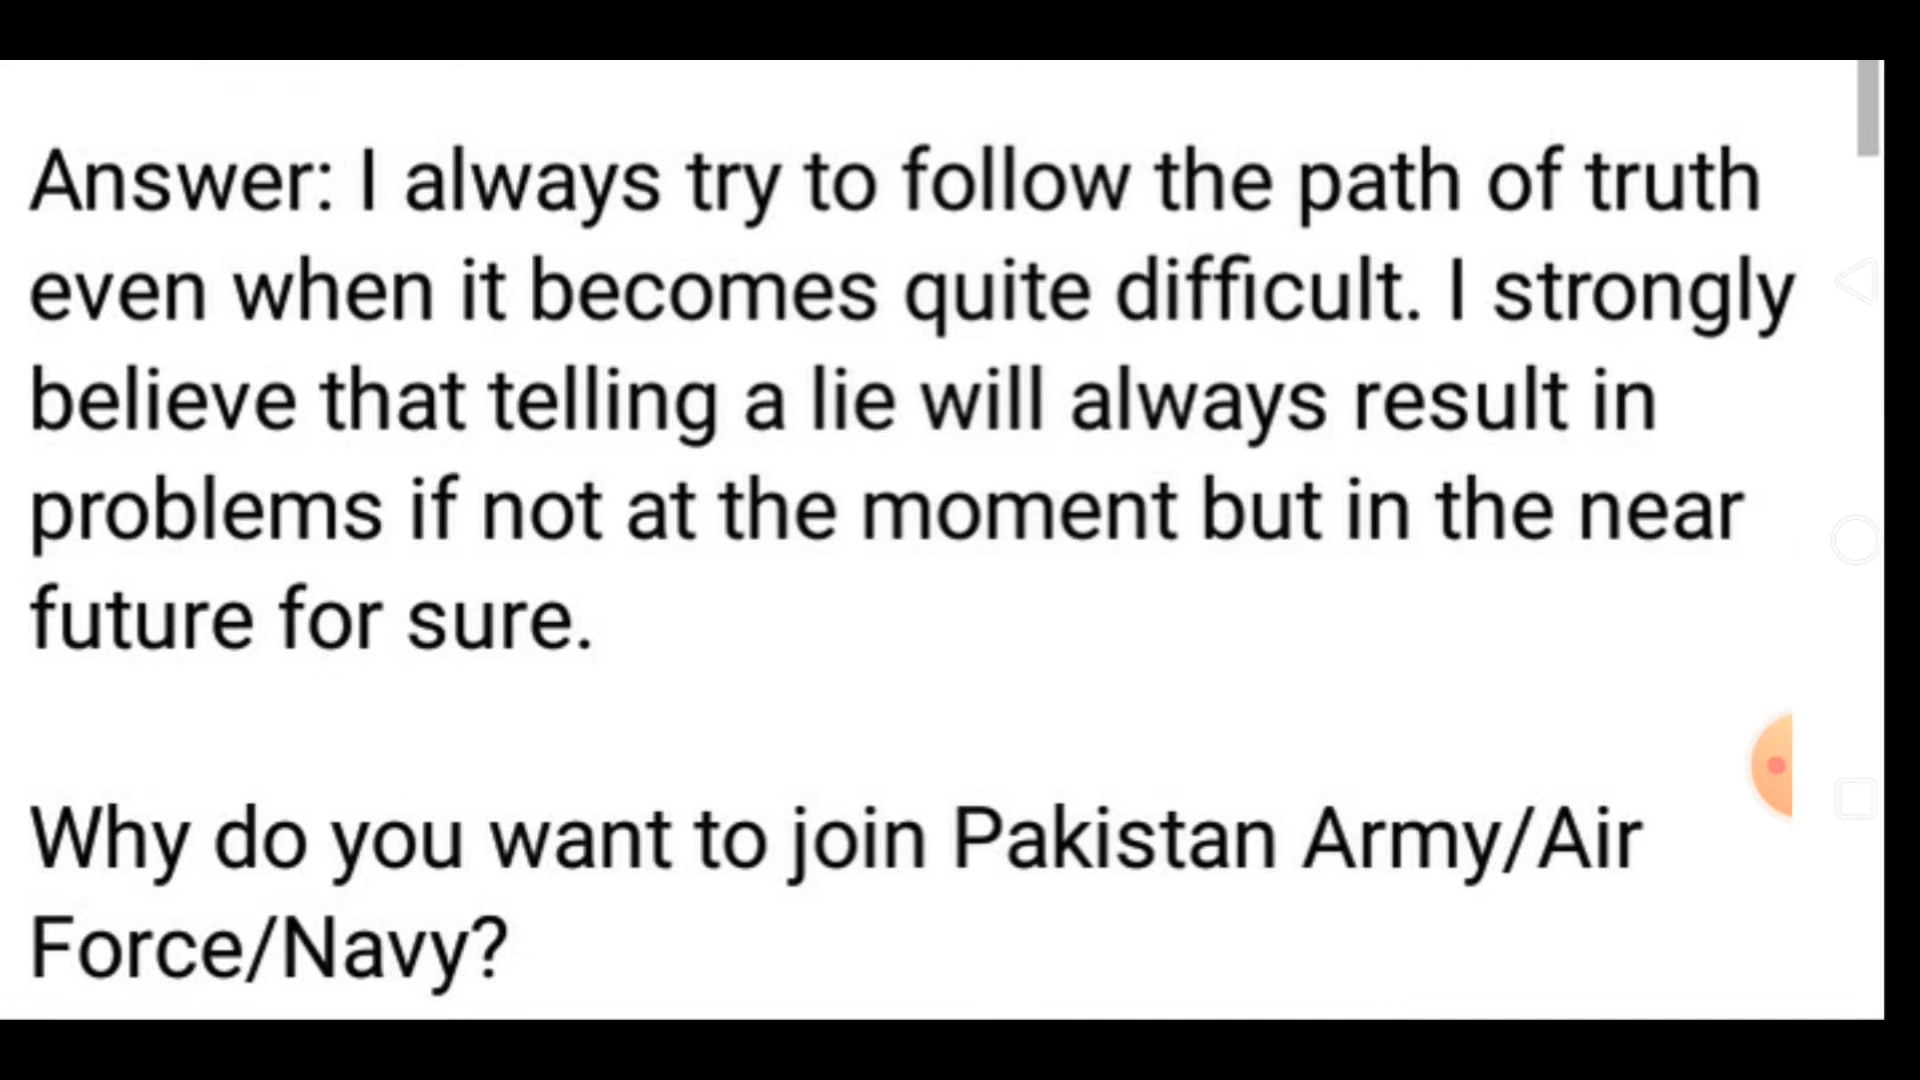 Answer: I always try to follow the path of truth
even when it becomes quite difficult. I strongly
believe that telling a lie will always result in
problems if not at the moment but in the near
future for sure.
Why do you want to join Pakistan Army/Air
Force/Navy?